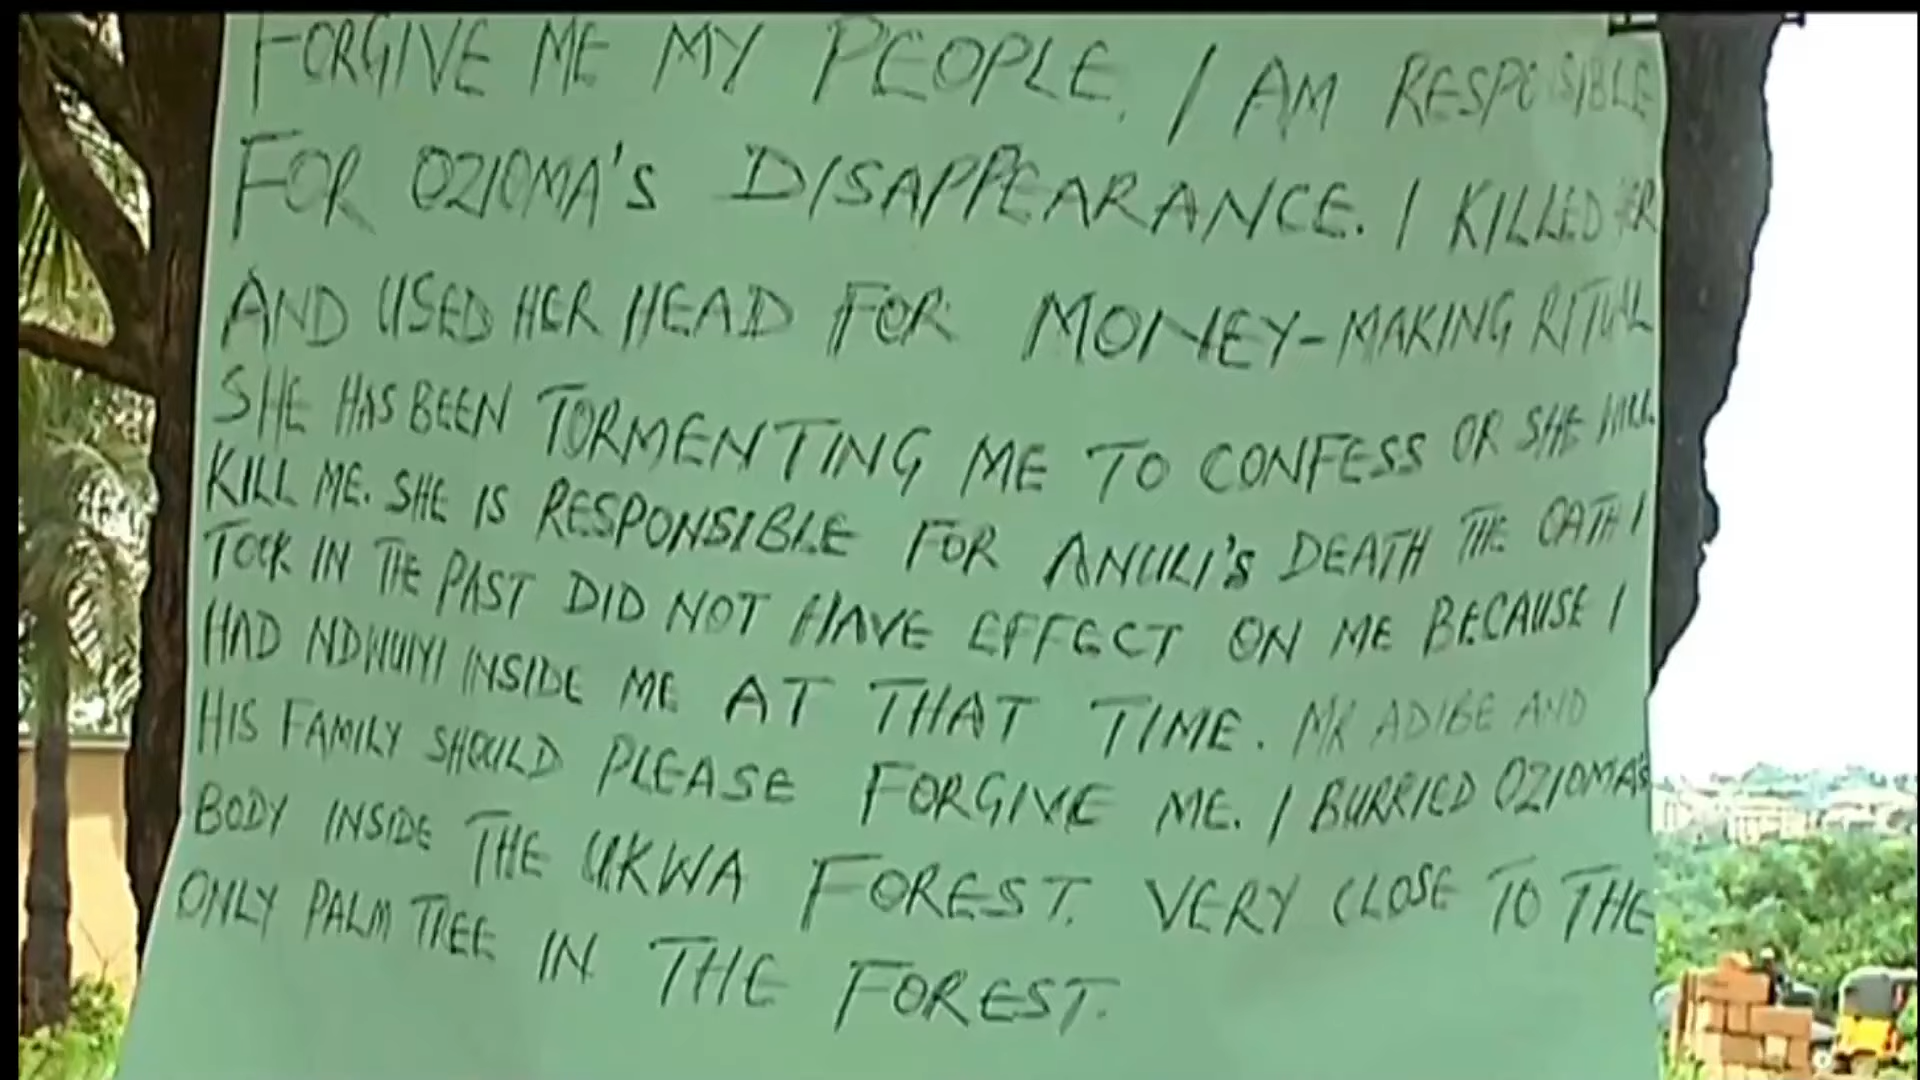 FORGIVE ME MY PEOPLE. I AM RESPONSIBLE
FOR OZIOMA'S DISAPPEARANCE. I KILLED HER
AND USED HER HEAD FOR MONEY-MAKING RITUAL
SHE HAS BEEN TORMENTING ME TO CONFESS OR SHE WILL
KILL ME. SHE IS RESPONSIBLE FOR ANULI'S DEATH THE OATH I
TOOK IN THE PAST DID NOT HAVE EFFECT ON ME BECAUSE I
HAD INSIDE ME AT THAT TIME. MR ADIBE AND
HIS FAMILY SHOULD PLEASE FORGIVE ME. I BURRIED OZIOMA'S
BODY INSIDE THE UKWA FOREST. VERY CLOSE TO THE
ONLY PALM TREE IN THE FOREST.